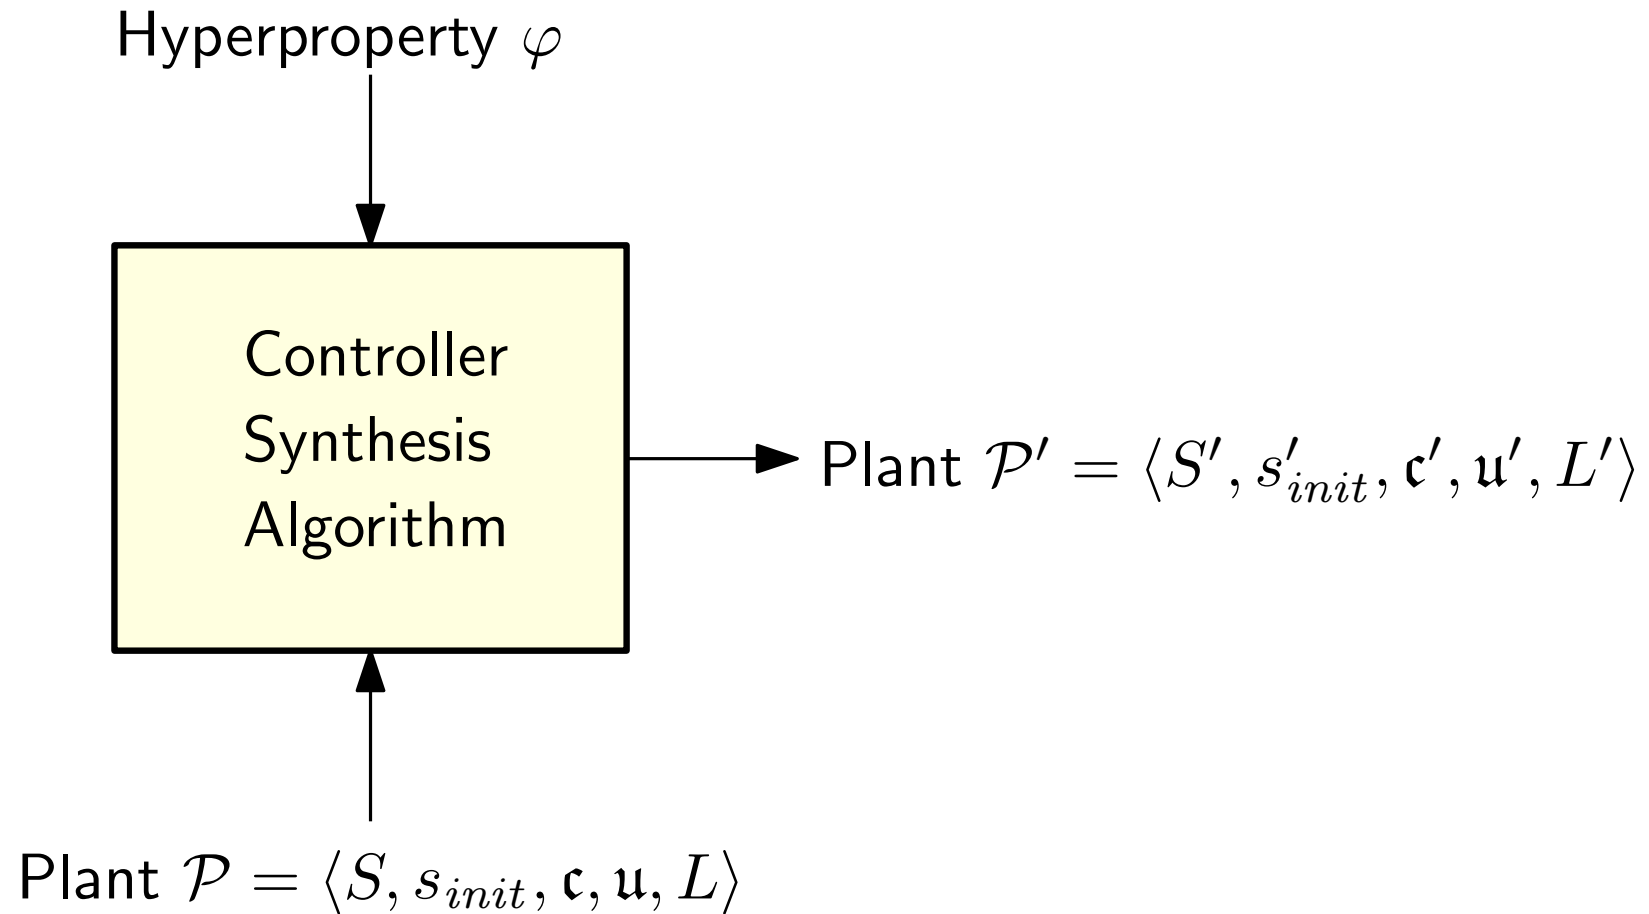 Hyperproperty φ
Controller
Synthesis
Algorithm
Plant 𝒫′ = ⟨S′, s′_init, 𝔠′, 𝔲′, L′⟩
Plant 𝒫 = ⟨S, s_init, 𝔠, 𝔲, L⟩